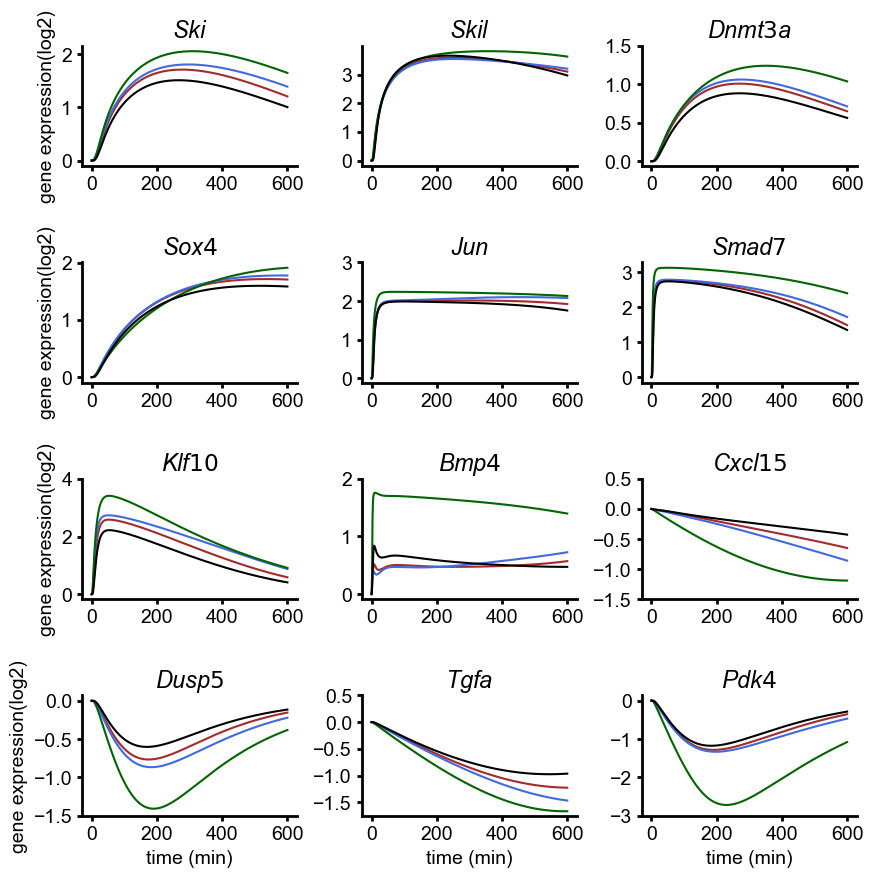 Ski Skil Dnmt3a
gene expression(log2)
2 1 0
3 2 1 0
1.5 1.0 0.5 0.0
0 200 400 600 0 200 400 600 0 200 400 600
Sox4 Jun Smad7
gene expression(log2)
2 1 0
3 2 1 0
3 2 1 0
0 200 400 600 0 200 400 600 0 200 400 600
Klf10 Bmp4 Cxcl15
gene expression(log2)
4 2 0
2 1 0
0.5 0.0 −0.5 −1.0 −1.5
0 200 400 600 0 200 400 600 0 200 400 600
Dusp5 Tgfa Pdk4
gene expression(log2)
0.0 −0.5 −1.0 −1.5
0.5 0.0 −0.5 −1.0 −1.5
0 −1 −2 −3
0 200 400 600 0 200 400 600 0 200 400 600
time (min) time (min) time (min)